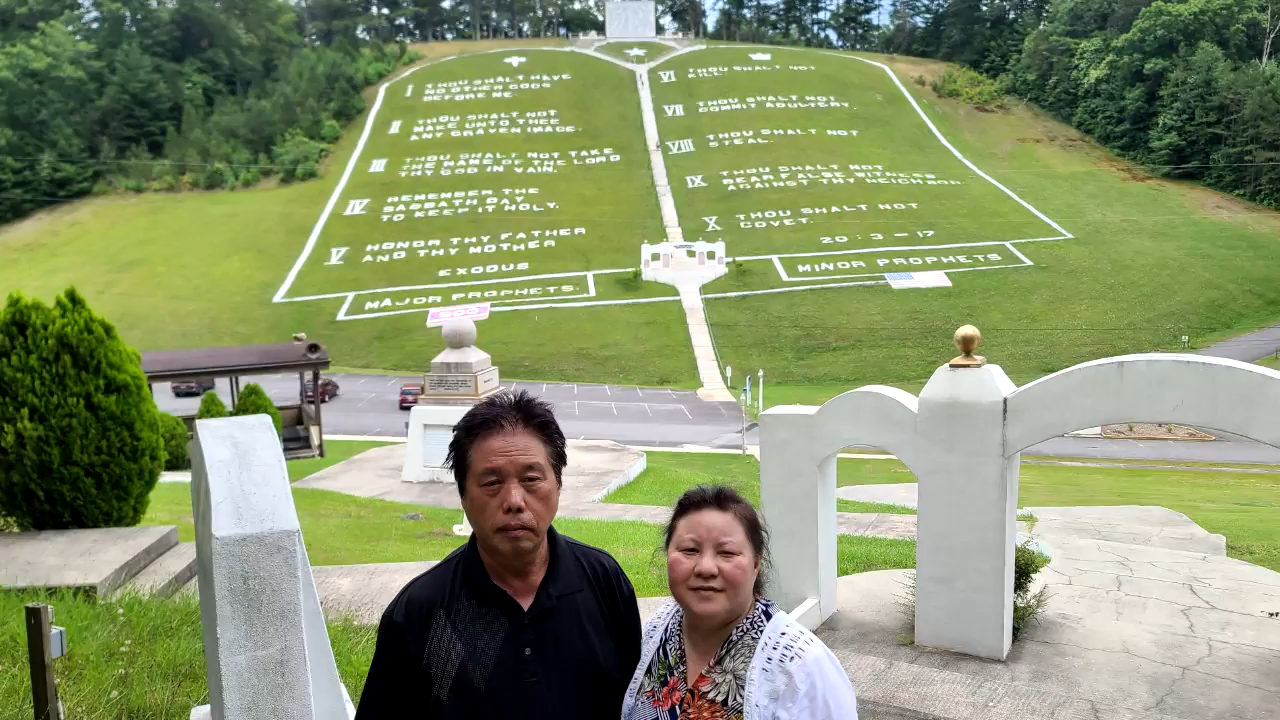 I THOU SHALT HAVE
NO OTHER GODS
BEFORE ME.
II THOU SHALT NOT
MAKE UNTO THEE
ANY GRAVEN IMAGE.
III THOU SHALT NOT TAKE
THE NAME OF THE LORD
THY GOD IN VAIN.
IV REMEMBER THE
SABBATH DAY
TO KEEP IT HOLY.
V HONOR THY FATHER
AND THY MOTHER
EXODUS
MAJOR PROPHETS.
VI THOU SHALT NOT
KILL.
VII THOU SHALT NOT
COMMIT ADULTERY.
VIII THOU SHALT NOT
STEAL.
IX THOU SHALT NOT
BEAR FALSE WITNESS
AGAINST THY NEIGHBOR.
X THOU SHALT NOT
COVET.
20:3-17
MINOR PROPHETS